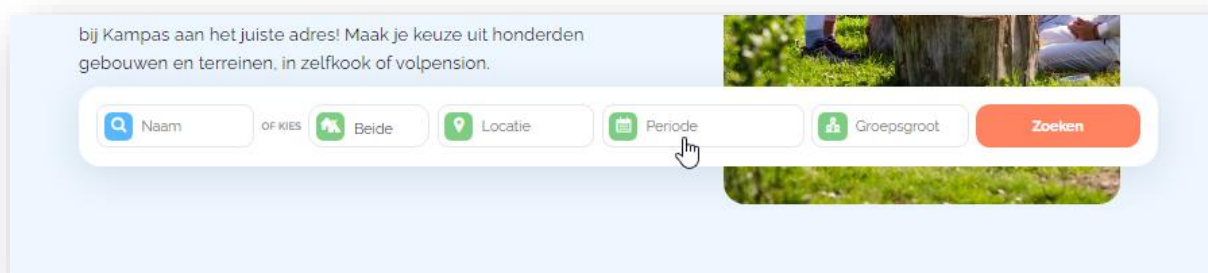 bij Kampas aan het juiste adres! Maak je keuze uit honderden
gebouwen en terreinen, in zelfkook of volpension.
Naam OF KIES Beide Locatie Periode Groepsgroot Zoeken